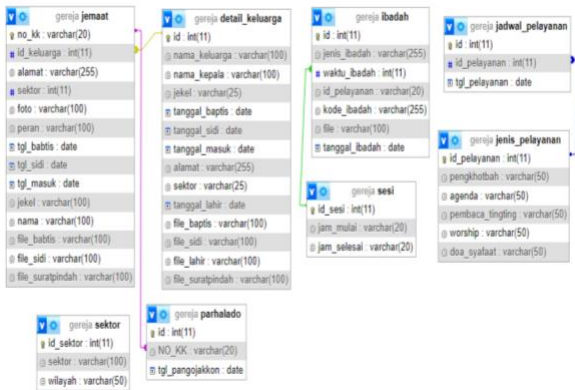 gereja jemaat
no_kk : varchar(20)
id_keluarga : int(11)
alamat : varchar(255)
sektor : int(11)
foto : varchar(100)
peran : varchar(100)
tgl_babtis : date
tgl_sidi : date
tgl_masuk : date
jekel : varchar(100)
nama : varchar(100)
file_babtis : varchar(100)
file_sidi : varchar(100)
file_suratpindah : varchar(100)
gereja detail_keluarga
id : int(11)
nama_keluarga : varchar(100)
nama_kepala : varchar(100)
jekel : varchar(25)
tanggal_baptis : date
tanggal_sidi : date
tanggal_masuk : date
alamat : varchar(255)
sektor : varchar(25)
tanggal_lahir : date
file_baptis : varchar(100)
file_sidi : varchar(100)
file_lahir : varchar(100)
file_suratpindah : varchar(100)
gereja ibadah
id : int(11)
jenis_ibadah : varchar(255)
waktu_ibadah : int(11)
id_pelayanan : varchar(20)
kode_ibadah : varchar(255)
file : varchar(100)
tanggal_ibadah : date
gereja jadwal_pelayanan
id : int(11)
id_pelayanan : int(11)
tgl_pelayanan : date
gereja jenis_pelayanan
id_pelayanan : int(11)
pengkhotbah : varchar(50)
agenda : varchar(50)
pembaca_tingting : varchar(50)
worship : varchar(50)
doa_syafaat : varchar(50)
gereja sesi
id_sesi : int(11)
jam_mulai : varchar(20)
jam_selesai : varchar(20)
gereja sektor
id_sektor : int(11)
sektor : varchar(100)
wilayah : varchar(50)
gereja parhalado
id : int(11)
NO_KK : varchar(20)
tgl_pangojakkon : date